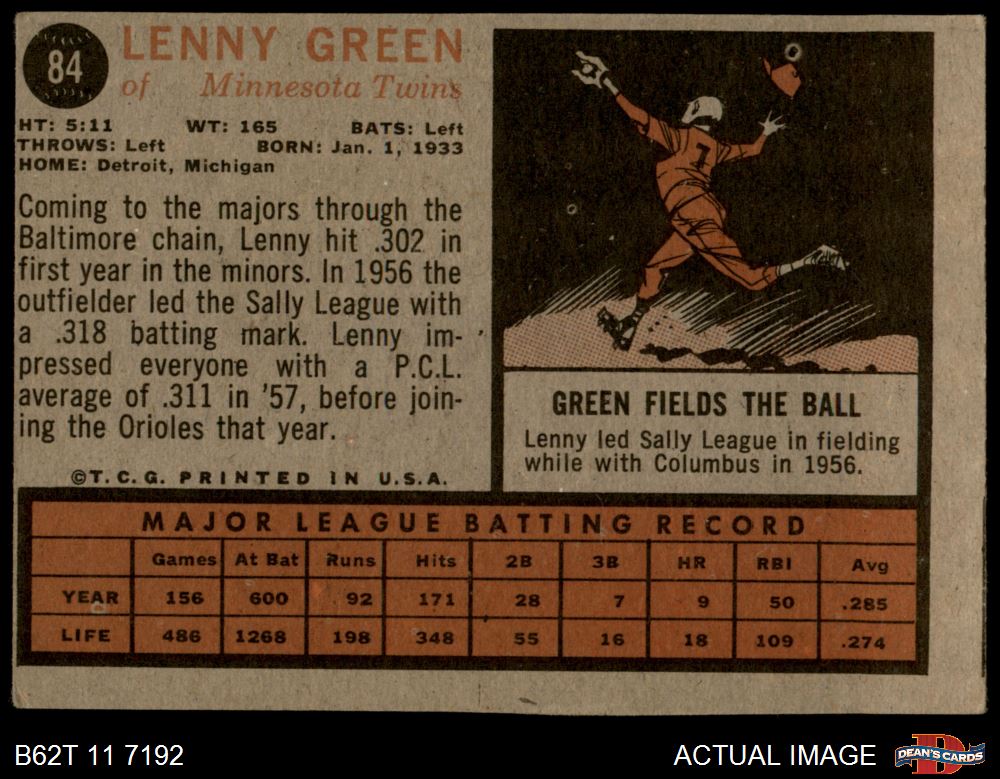 84
LENNY GREEN
of Minnesota Twins
HT: 5:11 WT: 165 BATS: Left
THROWS: Left BORN: Jan. 1, 1933
HOME: Detroit, Michigan
Coming to the majors through the
Baltimore chain, Lenny hit .302 in
first year in the minors. In 1956 the
outfielder led the Sally League with
a .318 batting mark. Lenny im-
pressed everyone with a P.C.L.
average of .311 in '57, before join-
ing the Orioles that year.
©T.C.G. PRINTED IN U.S.A.
7
GREEN FIELDS THE BALL
Lenny led Sally League in fielding
while with Columbus in 1956.
MAJOR LEAGUE BATTING RECORD
Games At Bat Runs Hits 2B 3B HR RBI Avg
YEAR 156 600 92 171 28 7 9 50 .285
LIFE 486 1268 198 348 55 16 18 109 .274
B62T 11 7192
ACTUAL IMAGE
DEAN'S CARDS